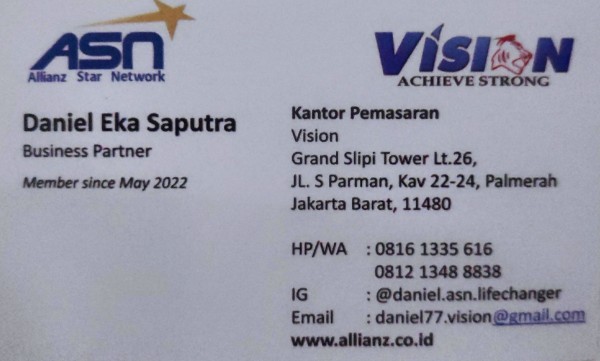 ASN
Allianz Star Network
VISION
ACHIEVE STRONG
Daniel Eka Saputra
Business Partner
Member since May 2022
Kantor Pemasaran
Vision
Grand Slipi Tower Lt.26,
JL. S Parman, Kav 22-24, Palmerah
Jakarta Barat, 11480
HP/WA : 0816 1335 616
0812 1348 8838
IG : @daniel.asn.lifechanger
Email : daniel77.vision@gmail.com
www.allianz.co.id